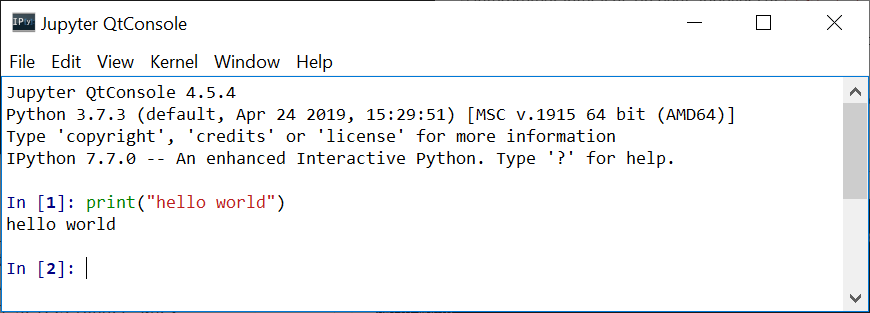 IP[y]:
Jupyter QtConsole
File Edit View Kernel Window Help
Jupyter QtConsole 4.5.4
Python 3.7.3 (default, Apr 24 2019, 15:29:51) [MSC v.1915 64 bit (AMD64)]
Type 'copyright', 'credits' or 'license' for more information
IPython 7.7.0 -- An enhanced Interactive Python. Type '?' for help.
In [1]: print("hello world")
hello world
In [2]: